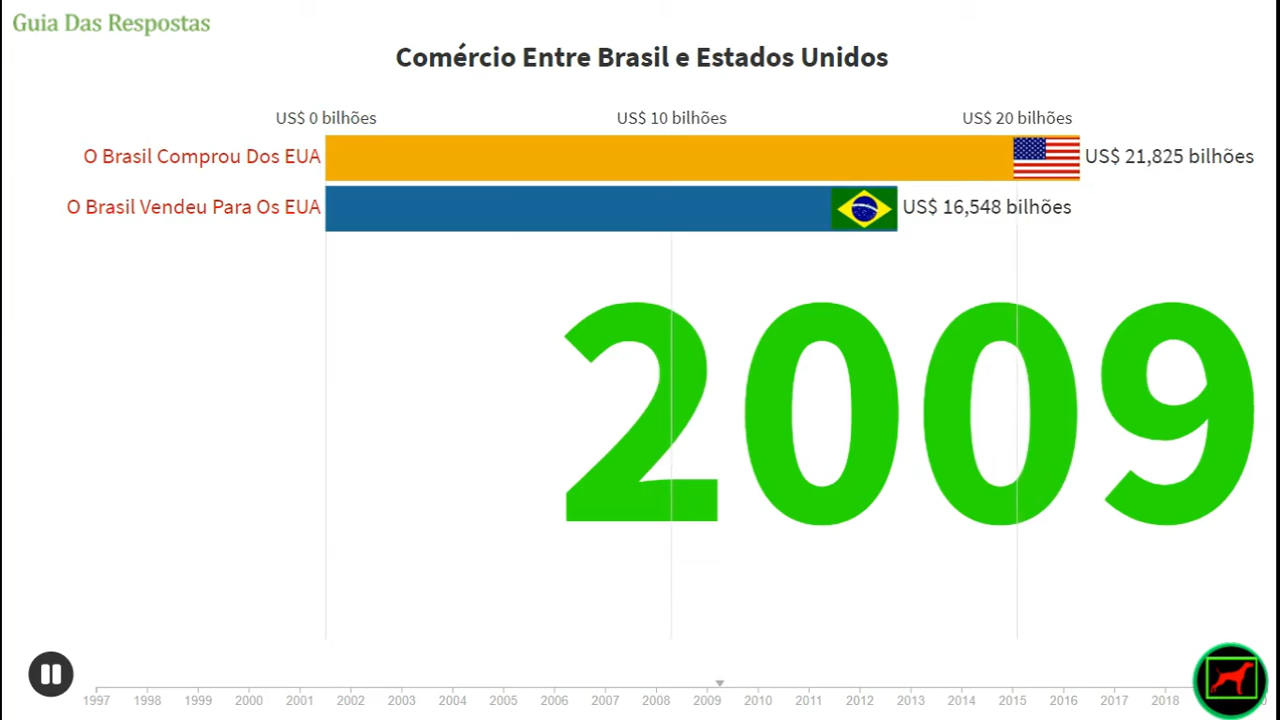 Guia Das Respostas
Comércio Entre Brasil e Estados Unidos
US$ 0 bilhões US$ 10 bilhões US$ 20 bilhões
O Brasil Comprou Dos EUA US$ 21,825 bilhões
O Brasil Vendeu Para Os EUA US$ 16,548 bilhões
2009
1997 1998 1999 2000 2001 2002 2003 2004 2005 2006 2007 2008 2009 2010 2011 2012 2013 2014 2015 2016 2017 2018